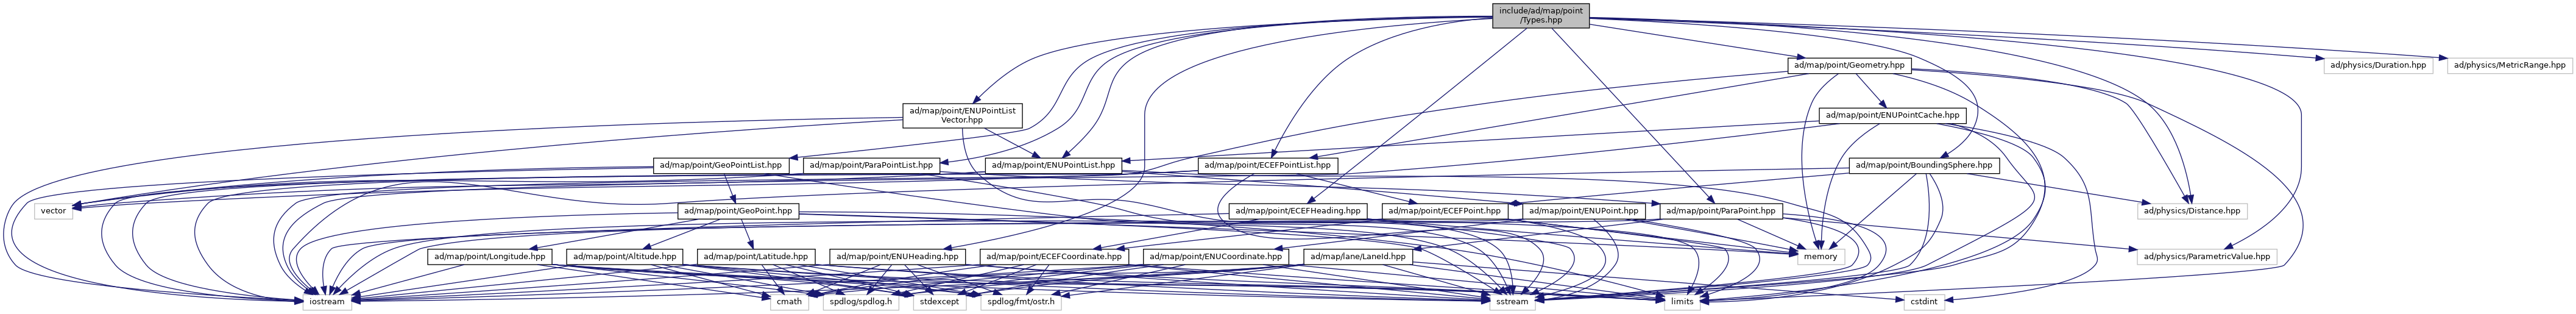 include/ad/map/point
/Types.hpp
ad/map/point/Geometry.hpp
ad/physics/Duration.hpp
ad/physics/MetricRange.hpp
ad/map/point/ENUPointList
Vector.hpp
ad/map/point/ENUPointCache.hpp
ad/map/point/GeoPointList.hpp
ad/map/point/ParaPointList.hpp
ad/map/point/ENUPointList.hpp
ad/map/point/ECEFPointList.hpp
ad/map/point/BoundingSphere.hpp
vector
ad/map/point/GeoPoint.hpp
ad/map/point/ECEFHeading.hpp
ad/map/point/ECEFPoint.hpp
ad/map/point/ENUPoint.hpp
ad/map/point/ParaPoint.hpp
ad/physics/Distance.hpp
ad/map/point/Longitude.hpp
ad/map/point/Altitude.hpp
ad/map/point/Latitude.hpp
ad/map/point/ENUHeading.hpp
ad/map/point/ECEFCoordinate.hpp
ad/map/point/ENUCoordinate.hpp
ad/map/lane/LaneId.hpp
memory
ad/physics/ParametricValue.hpp
iostream
cmath
spdlog/spdlog.h
stdexcept
spdlog/fmt/ostr.h
sstream
limits
cstdint